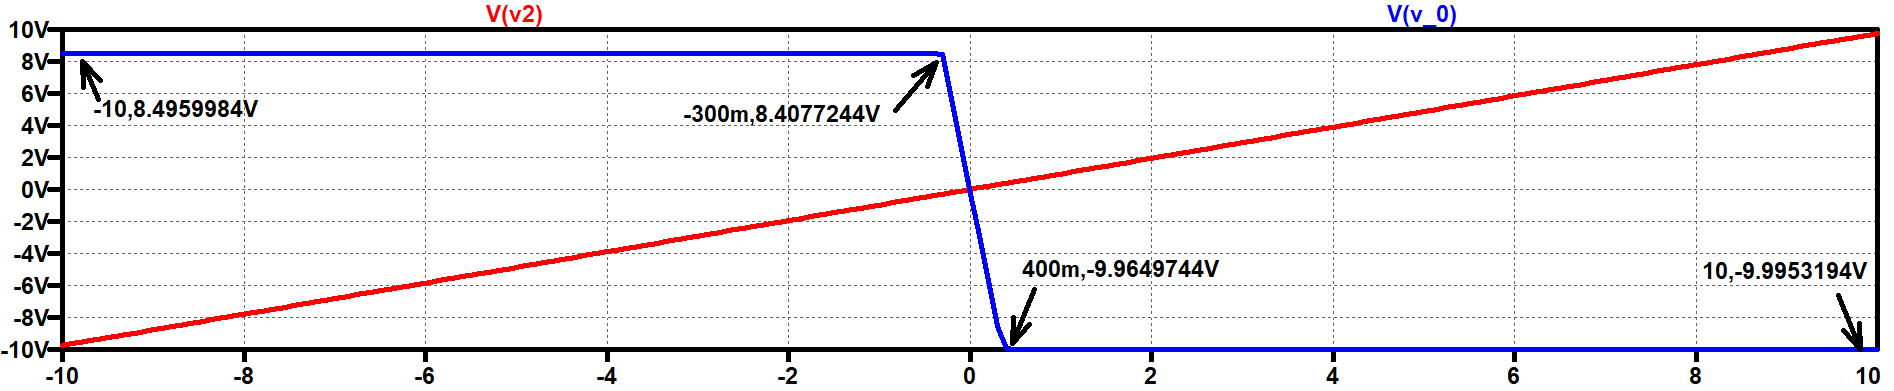 V(v2)
V(v_0)
10V
8V
6V
4V
2V
0V
-2V
-4V
-6V
-8V
-10V
-10,8.4959984V
-300m,8.4077244V
400m,-9.9649744V
10,-9.9953194V
-10
-8
-6
-4
-2
0
2
4
6
8
10